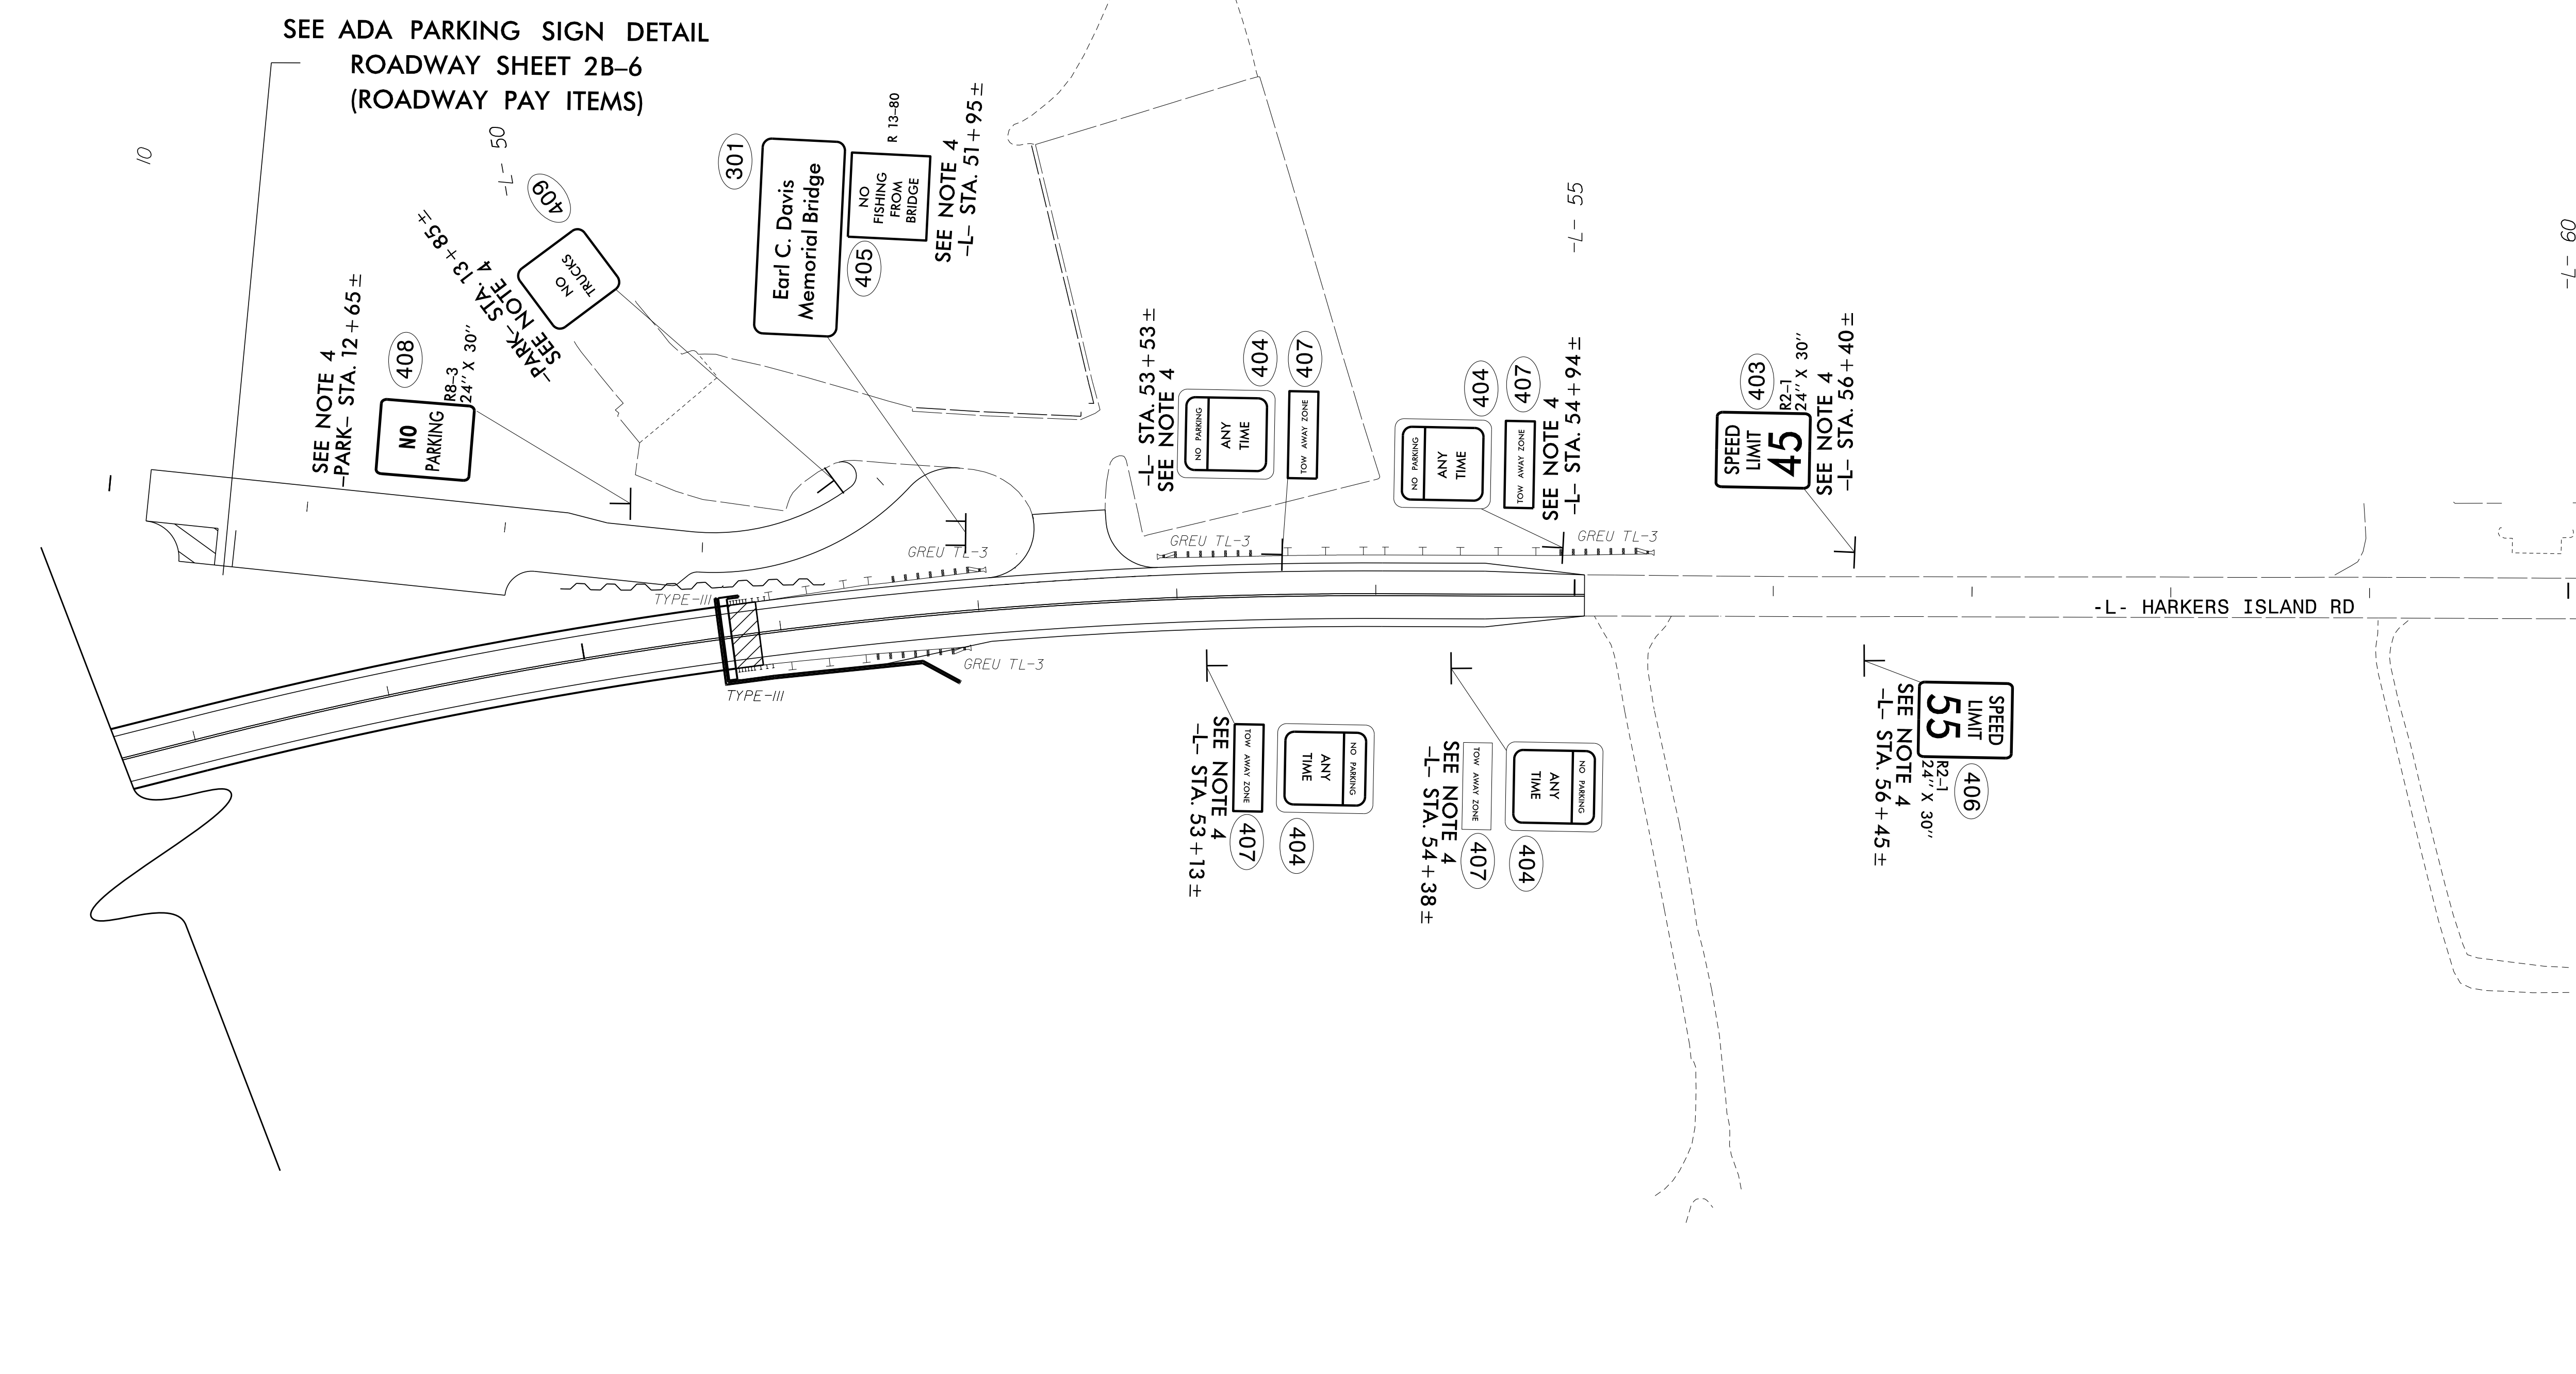 SEE ADA PARKING SIGN DETAIL
ROADWAY SHEET 2B–6
(ROADWAY PAY ITEMS)
10
-L- 50
409
–PARK– STA. 13+85±
SEE NOTE 4
NO
TRUCKS
SEE NOTE 4
–PARK– STA. 12+65±
408
R8–3
24" X 30"
NO
PARKING
301
Earl C. Davis
Memorial Bridge
R 13–80
NO
FISHING
FROM
BRIDGE
405
SEE NOTE 4
–L– STA. 51+95±
–L– STA. 53+53±
SEE NOTE 4
404
407
NO PARKING
ANY
TIME
TOW AWAY ZONE
-L- 55
404
407
NO PARKING
ANY
TIME
TOW AWAY ZONE
SEE NOTE 4
–L– STA. 54+94±
403
R2–1
24" X 30"
SPEED
LIMIT
45
SEE NOTE 4
–L– STA. 56+40±
-L- 60
GREU TL-3
GREU TL-3
GREU TL-3
TYPE-III
-L- HARKERS ISLAND RD
GREU TL-3
TYPE-III
SEE NOTE 4
–L– STA. 53+13±
TOW AWAY ZONE
407
NO PARKING
ANY
TIME
404
SEE NOTE 4
–L– STA. 54+38±
TOW AWAY ZONE
407
NO PARKING
ANY
TIME
404
SPEED
LIMIT
55
R2–1
24" X 30"
406
SEE NOTE 4
–L– STA. 56+45±